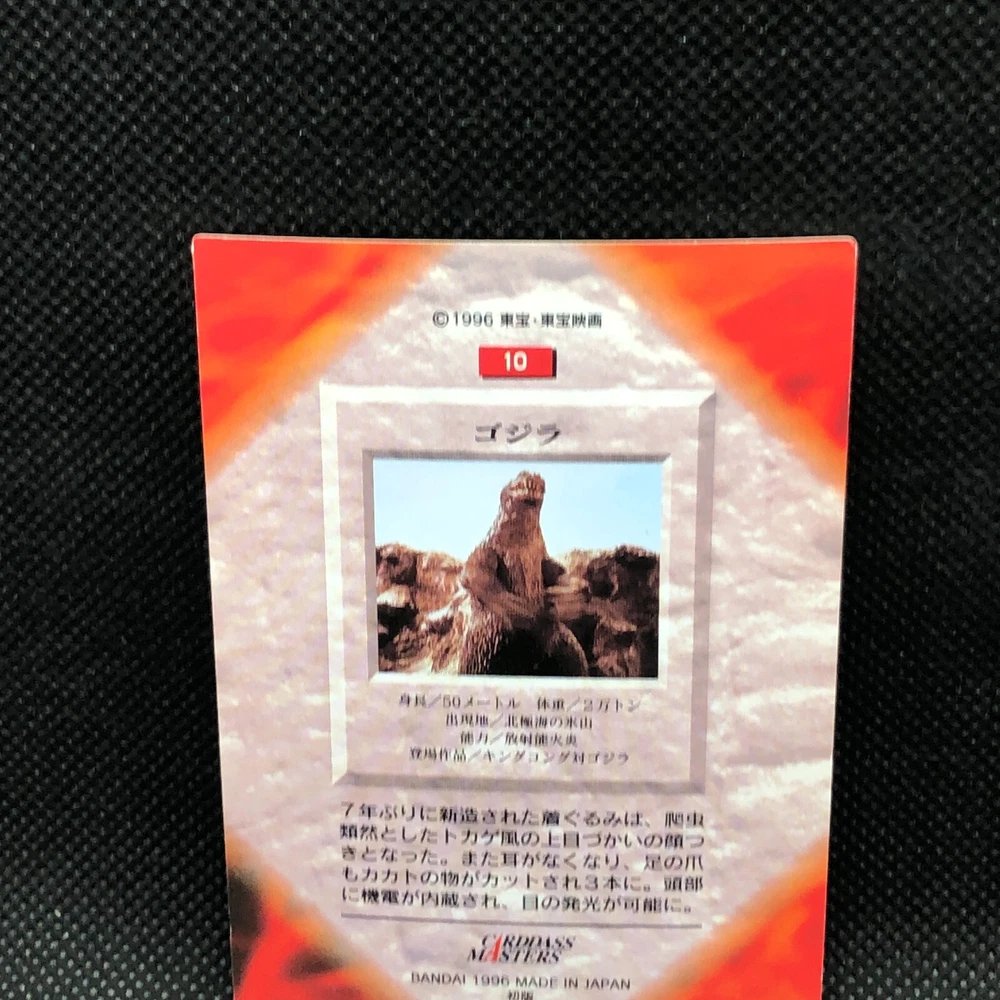 ©1996 東宝・東宝映画
10
ゴジラ
身長／50メートル 体重／2万トン
出現地／北極海の氷山
能力／放射能火炎
登場作品／キングコング対ゴジラ
7年ぶりに新造された着ぐるみは、爬虫
類然としたトカゲ風の上目づかいの顔つ
きとなった。また耳がなくなり、足の爪
もカカトの物がカットされ3本に。頭部
に機電が内蔵され、目の発光が可能に。
CARDDASS
MASTERS
BANDAI 1996 MADE IN JAPAN
初版